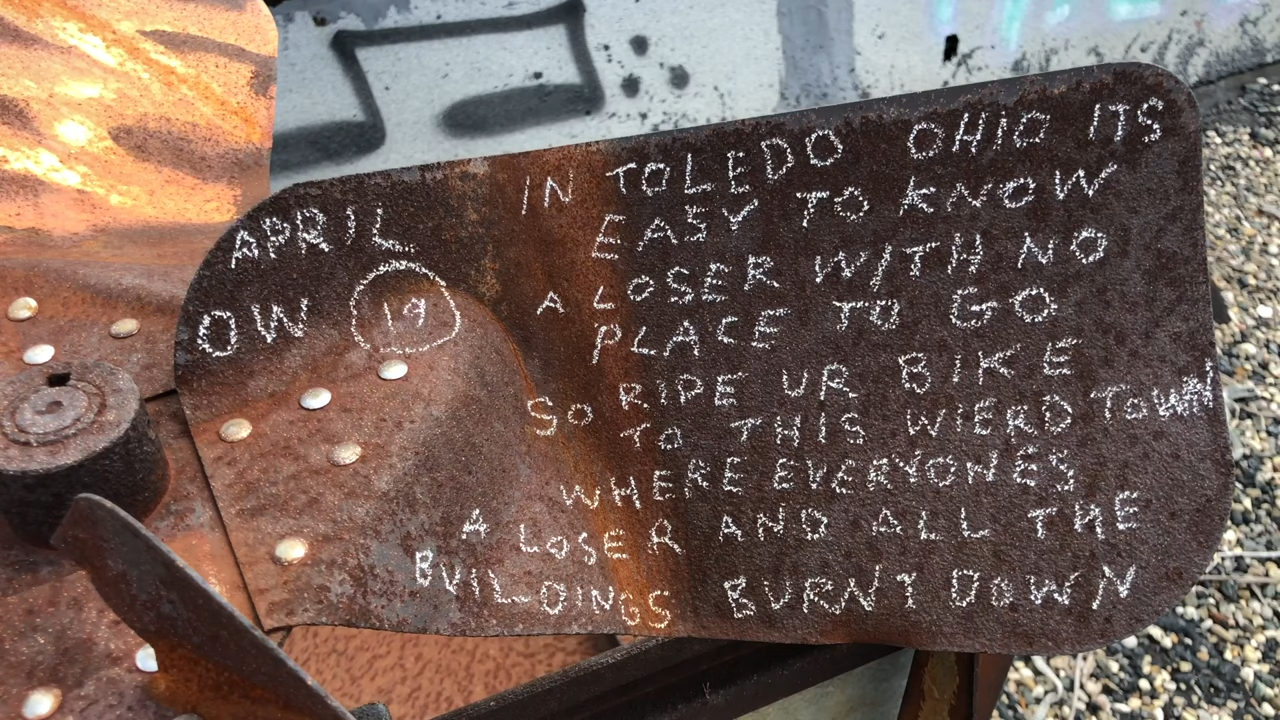 APRIL
OW 19
IN TOLEDO OHIO ITS
EASY TO KNOW
A LOSER WITH NO
PLACE TO GO
SO RIPE UR BIKE
TO THIS WIERD TOWN
WHERE EVERYONES
A LOSER AND ALL THE
BUILDINGS BURNT DOWN